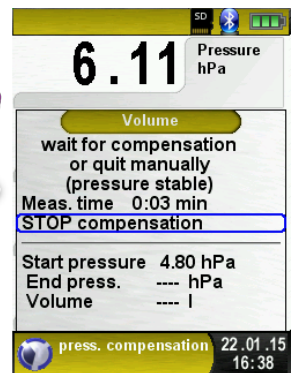 SD
6.11 Pressure
hPa
Volume
wait for compensation
or quit manually
(pressure stable)
Meas. time 0:03 min
STOP compensation
Start pressure 4.80 hPa
End press. ---- hPa
Volume ---- l
press. compensation 22.01.15
16:38